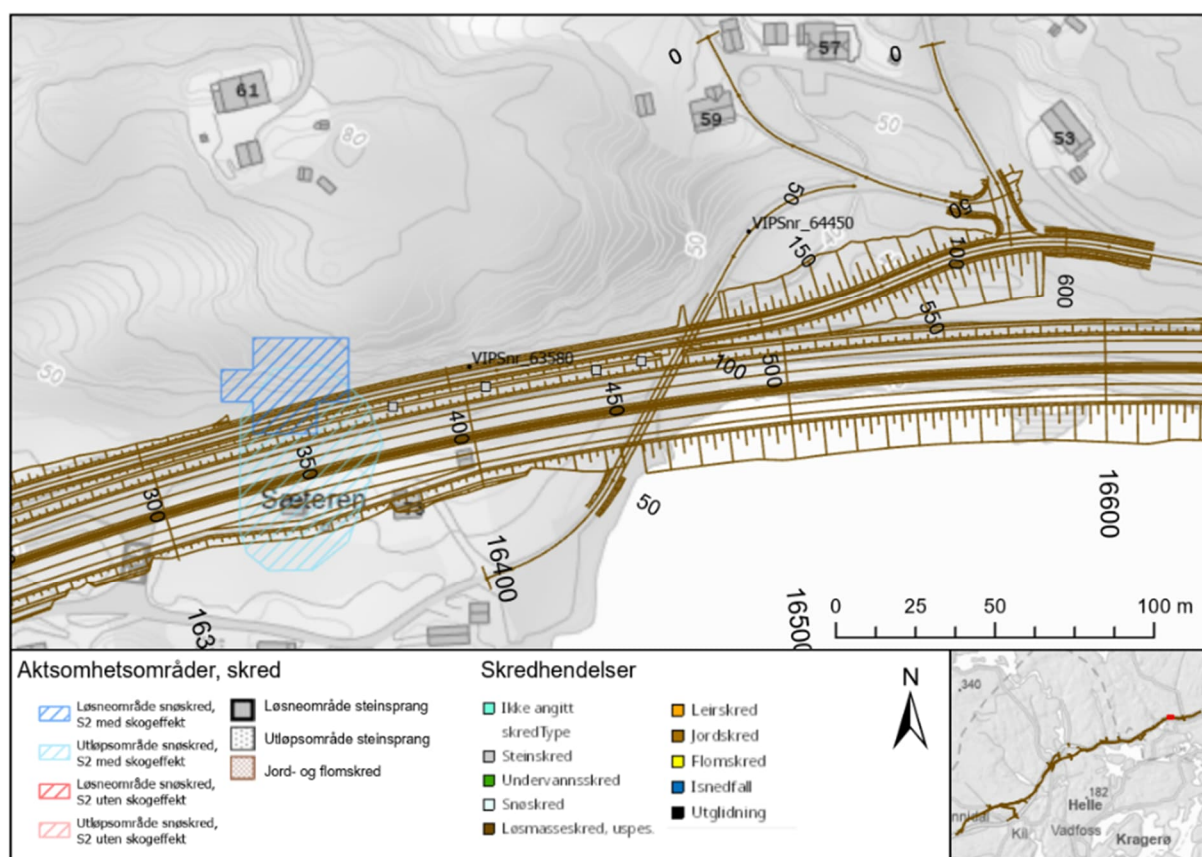 0
57
0
61
59
50
80
53
50
50
VIPSnr_64450
50
150
100
600
550
VIPSnr_63580
100
500
50
450
400
350
Sæteren
300
50
16400
16600
16500
163
0 25 50 100 m
Aktsomhetsområder, skred
Løsneområde snøskred,
S2 med skogeffekt
Utløpsområde snøskred,
S2 med skogeffekt
Løsneområde snøskred,
S2 uten skogeffekt
Utløpsområde snøskred,
S2 uten skogeffekt
Løsneområde steinsprang
Utløpsområde steinsprang
Jord- og flomskred
Skredhendelser
Ikke angitt
skredType
Steinskred
Undervannsskred
Snøskred
Løsmasseskred, uspes.
Leirskred
Jordskred
Flomskred
Isnedfall
Utglidning
N
340
182
Helle
nnidal
Kil
Vadfoss
Kragerø